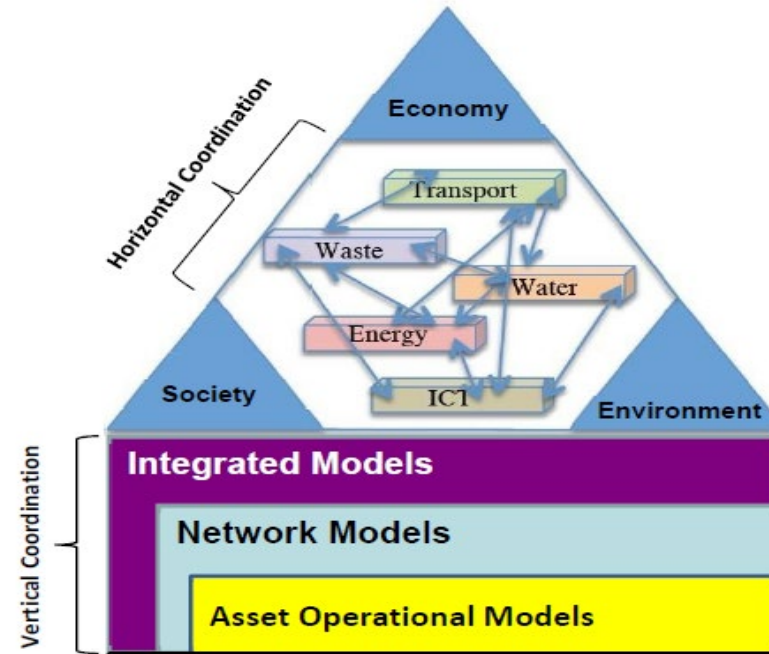 Economy
Horizontal Coordination
Transport
Waste
Water
Energy
ICT
Society
Environment
Vertical Coordination
Integrated Models
Network Models
Asset Operational Models